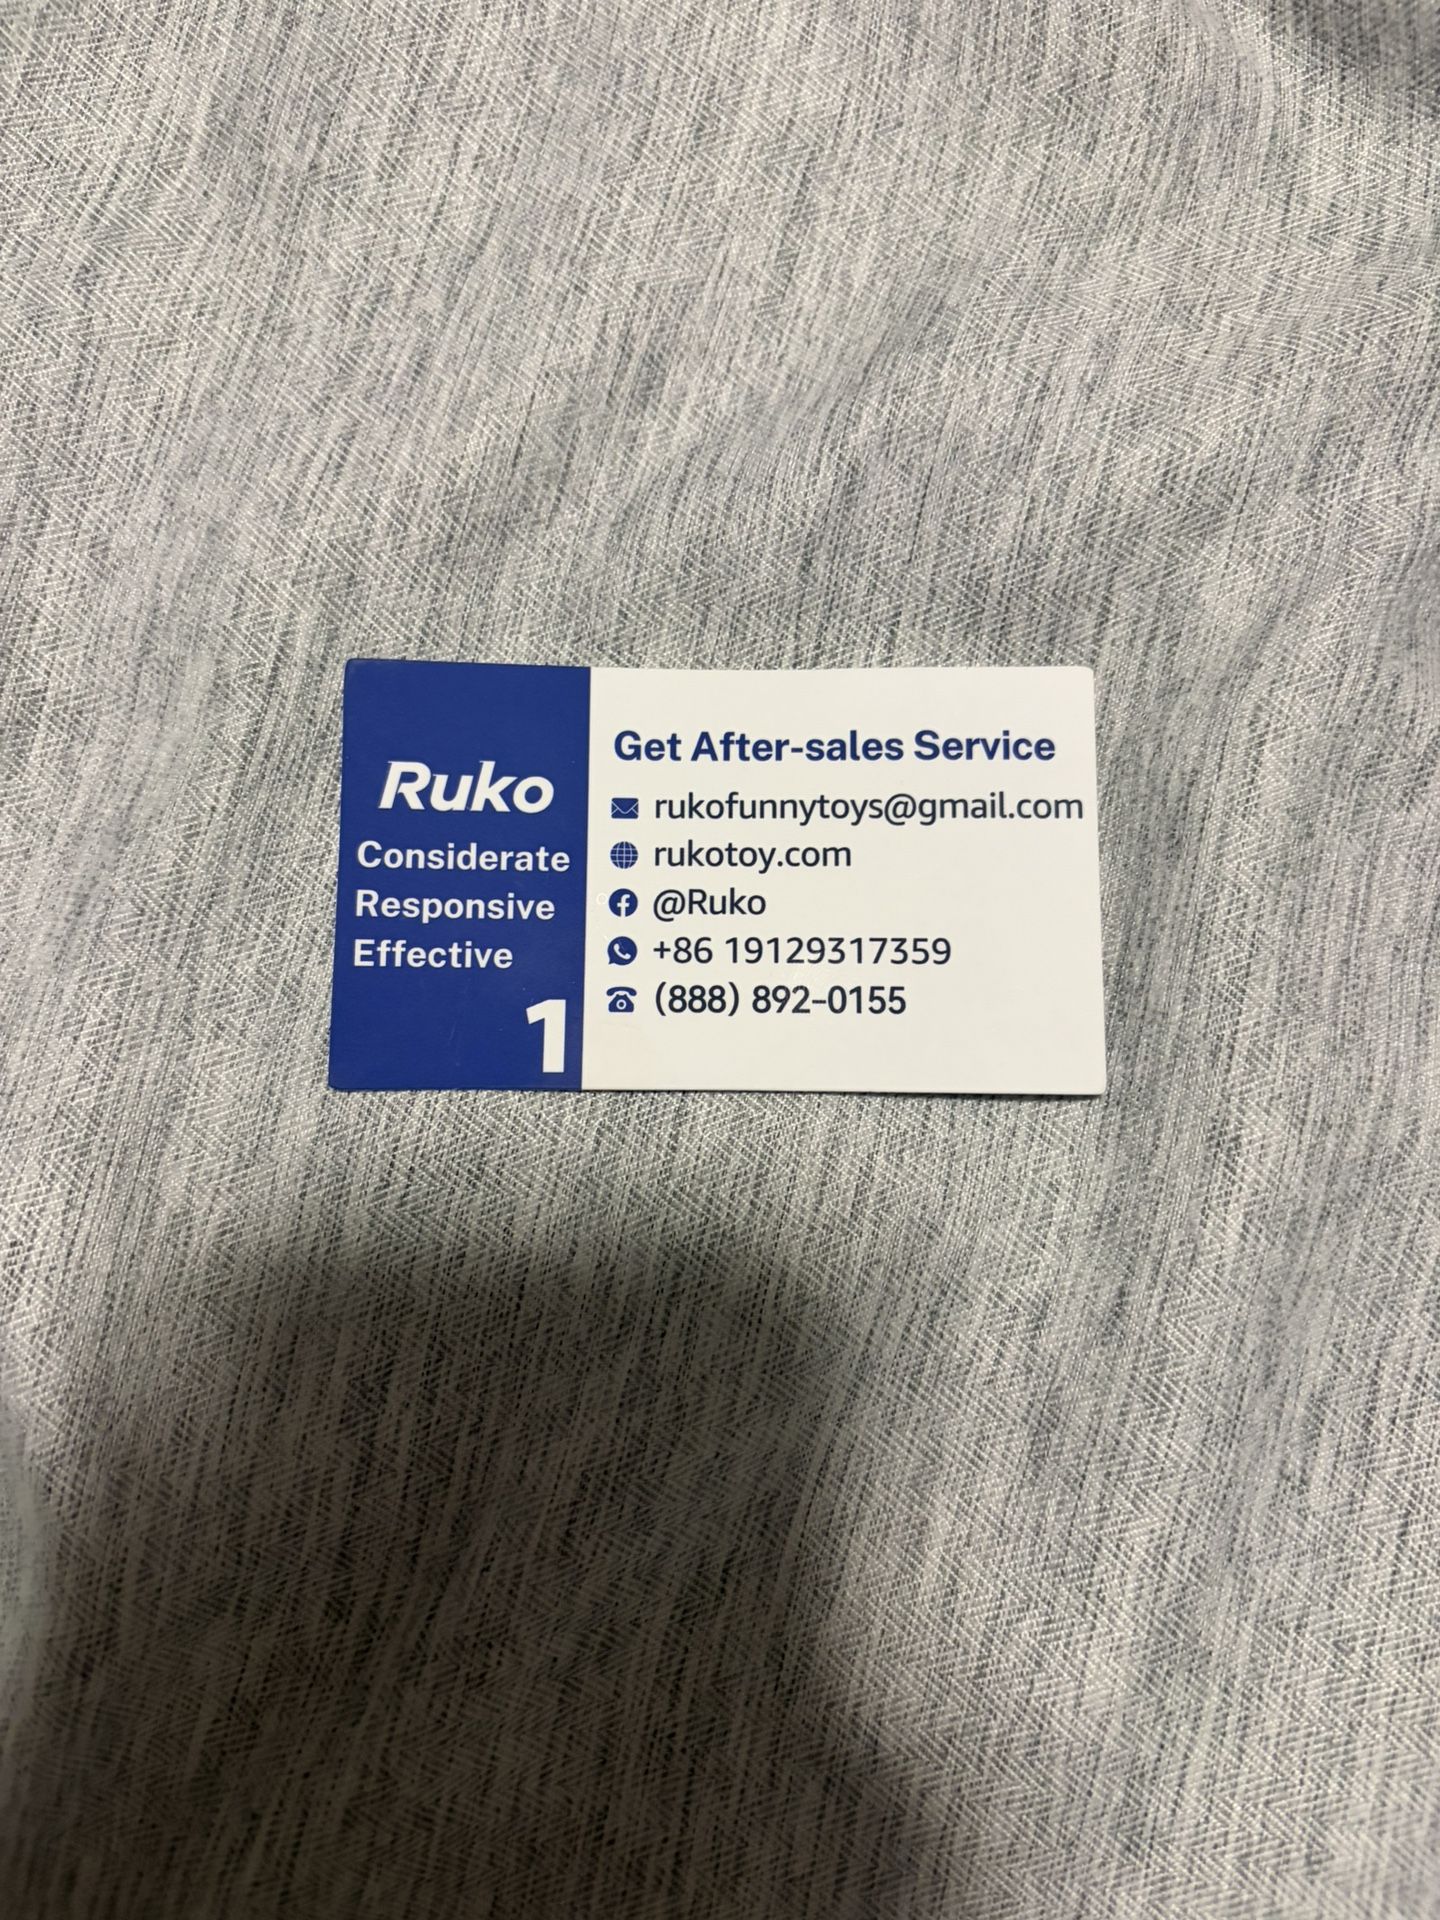 Ruko
Considerate
Responsive
Effective
1
Get After-sales Service
rukofunnytoys@gmail.com
rukotoy.com
@Ruko
+86 19129317359
(888) 892-0155